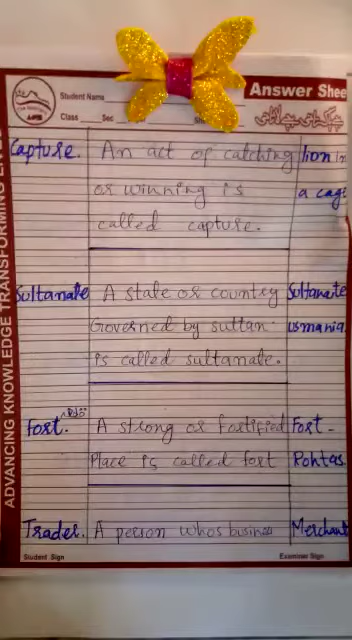 Answer Shee
Student Name
Class Sec
Capture. An act of catching lion in
or winning is a cage
called capture.
Sultanate A state or country Sultanate
Governed by sultan. usmania.
is called sultanate.
fort. A strong or fortified Fort-
Place is called fort Rohtas
Trader. A person whos business Merchant
Student Sign Examiner Sign
ADVANCING KNOWLEDGE TRANSFORMING